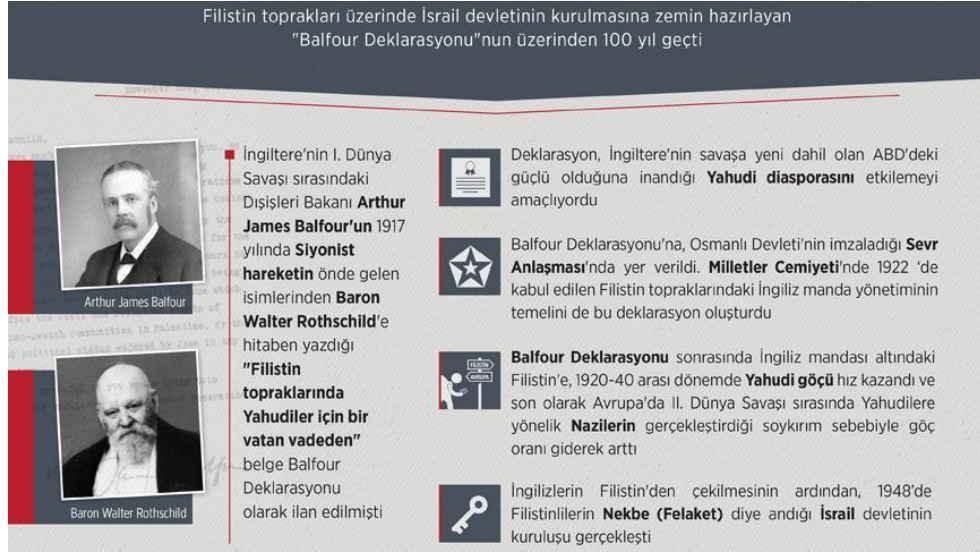 Filistin toprakları üzerinde İsrail devletinin kurulmasına zemin hazırlayan
"Balfour Deklarasyonu"nun üzerinden 100 yıl geçti
Arthur James Balfour
Baron Walter Rothschild
İngiltere'nin I. Dünya
Savaşı sırasındaki
Dışişleri Bakanı Arthur
James Balfour'un 1917
yılında Siyonist
hareketin önde gelen
isimlerinden Baron
Walter Rothschild'e
hitaben yazdığı
"Filistin
topraklarında
Yahudiler için bir
vatan vadeden"
belge Balfour
Deklarasyonu
olarak ilan edilmişti
Deklarasyon, İngiltere'nin savaşa yeni dahil olan ABD'deki
güçlü olduğuna inandığı Yahudi diasporasını etkilemeyi
amaçlıyordu
Balfour Deklarasyonu'na, Osmanlı Devleti'nin imzaladığı Sevr
Anlaşması'nda yer verildi. Milletler Cemiyeti'nde 1922 'de
kabul edilen Filistin topraklarındaki İngiliz manda yönetiminin
temelini de bu deklarasyon oluşturdu
FİLİSTİN
AVRUPA
Balfour Deklarasyonu sonrasında İngiliz mandası altındaki
Filistin'e, 1920-40 arası dönemde Yahudi göçü hız kazandı ve
son olarak Avrupa'da II. Dünya Savaşı sırasında Yahudilere
yönelik Nazilerin gerçekleştirdiği soykırım sebebiyle göç
oranı giderek arttı
İngilizlerin Filistin'den çekilmesinin ardından, 1948'de
Filistinlilerin Nekbe (Felaket) diye andığı İsrail devletinin
kuruluşu gerçekleşti